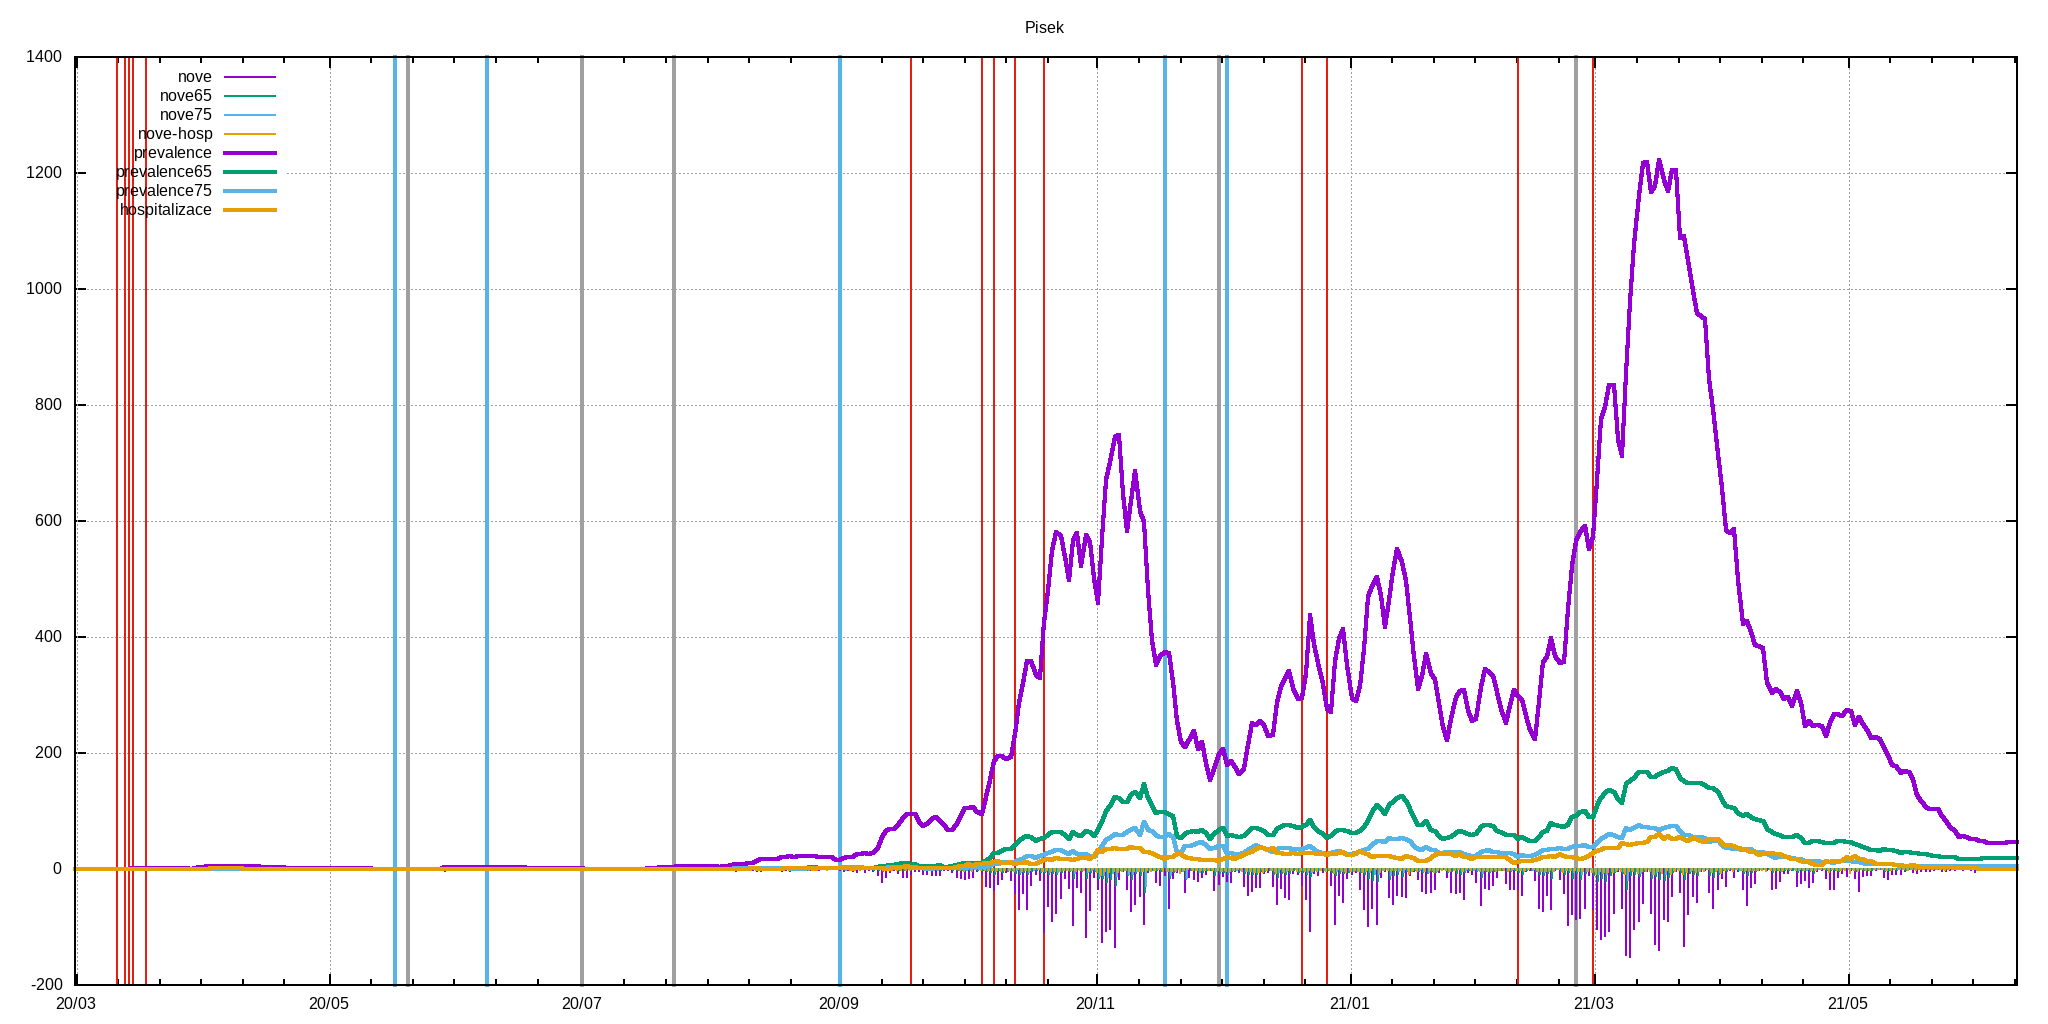 Pisek
1400
1200
1000
800
600
400
200
0
-200
nove
nove65
nove75
nove-hosp
prevalence
prevalence65
prevalence75
hospitalizace
20/03 20/05 20/07 20/09 20/11 21/01 21/03 21/05